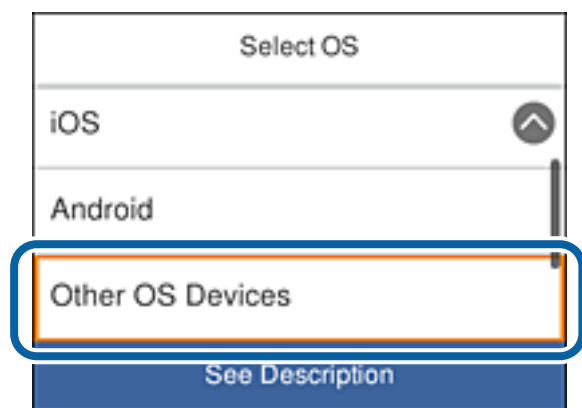 Select OS
iOS
Android
Other OS Devices
See Description